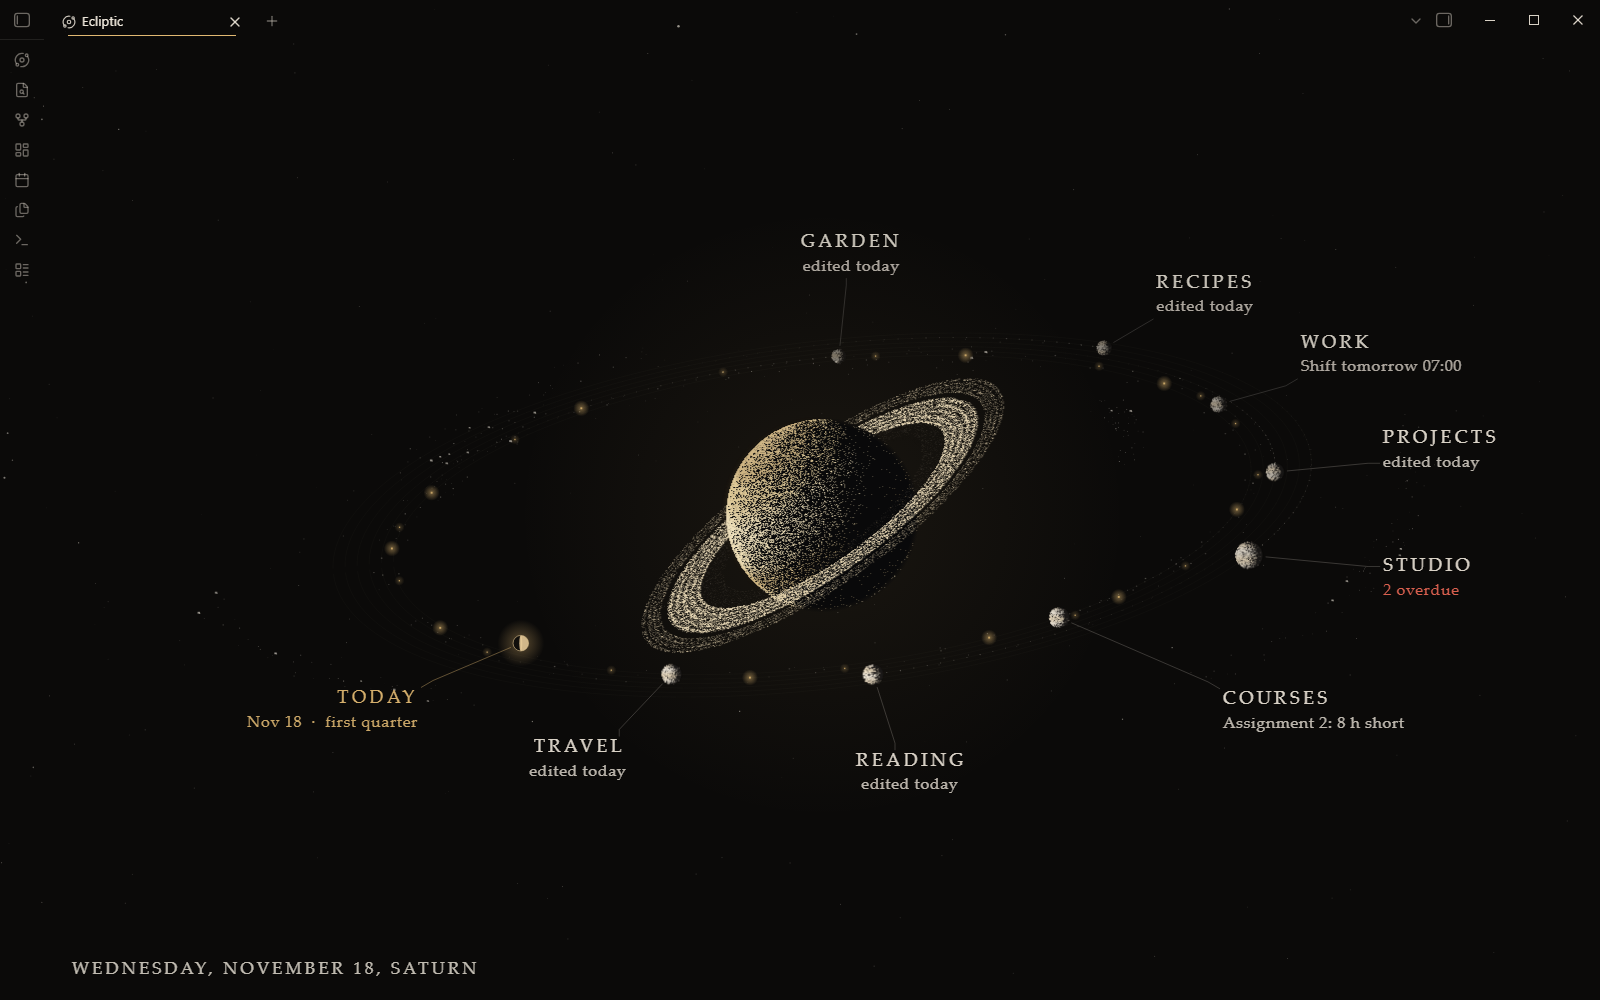 Ecliptic
GARDEN
edited today
RECIPES
edited today
WORK
Shift tomorrow 07:00
PROJECTS
edited today
STUDIO
2 overdue
TODAY
Nov 18 · first quarter
COURSES
Assignment 2: 8 h short
TRAVEL
edited today
READING
edited today
WEDNESDAY, NOVEMBER 18, SATURN